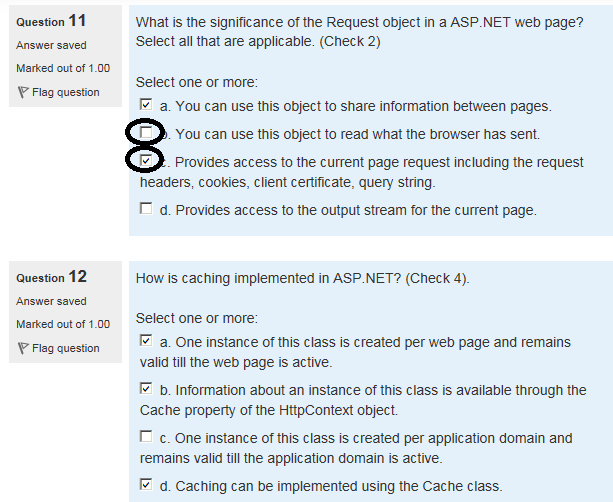 Question 11
Answer saved
Marked out of 1.00
Flag question
What is the significance of the Request object in a ASP.NET web page?
Select all that are applicable. (Check 2)
Select one or more:
a. You can use this object to share information between pages.
b. You can use this object to read what the browser has sent.
c. Provides access to the current page request including the request
headers, cookies, client certificate, query string.
d. Provides access to the output stream for the current page.
Question 12
Answer saved
Marked out of 1.00
Flag question
How is caching implemented in ASP.NET? (Check 4).
Select one or more:
a. One instance of this class is created per web page and remains
valid till the web page is active.
b. Information about an instance of this class is available through the
Cache property of the HttpContext object.
c. One instance of this class is created per application domain and
remains valid till the application domain is active.
d. Caching can be implemented using the Cache class.